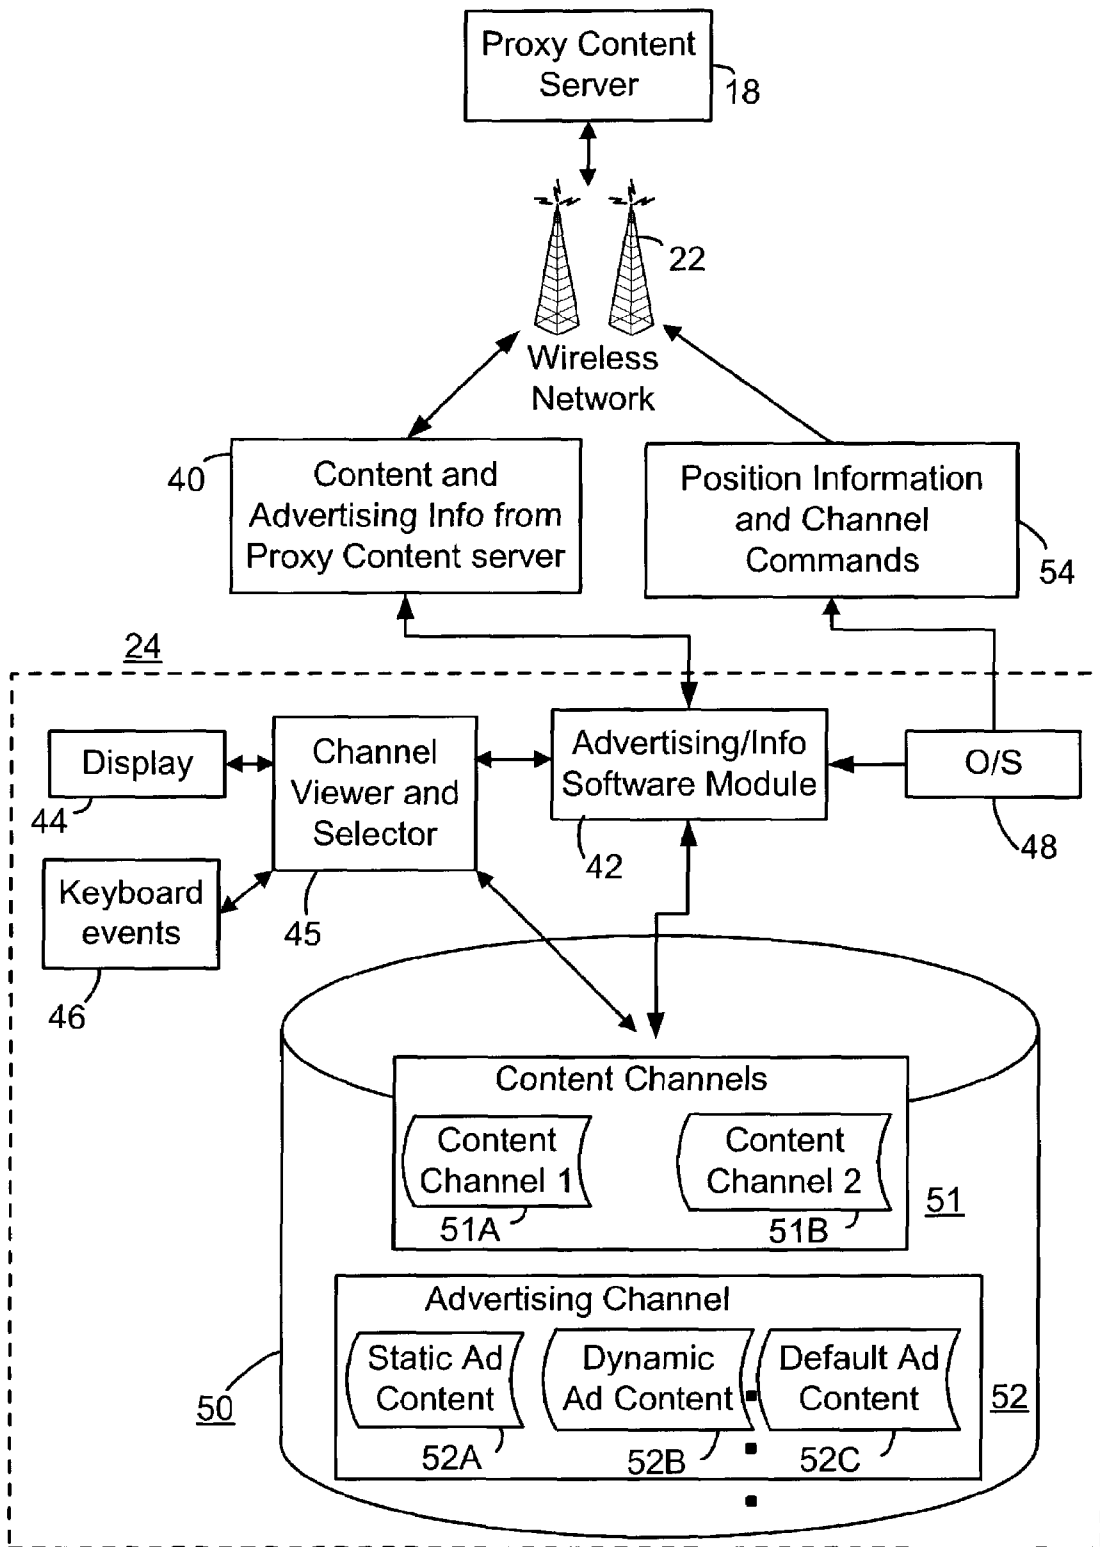 Proxy Content
Server
18
22
Wireless
Network
40
Content and
Advertising Info from
Proxy Content server
Position Information
and Channel
Commands
54
24
Display
44
Channel
Viewer and
Selector
45
Advertising/Info
Software Module
42
O/S
48
Keyboard
events
46
Content Channels
Content
Channel 1
51A
Content
Channel 2
51B
51
Advertising Channel
Static Ad
Content
52A
Dynamic
Ad Content
52B
Default Ad
Content
52C
52
50